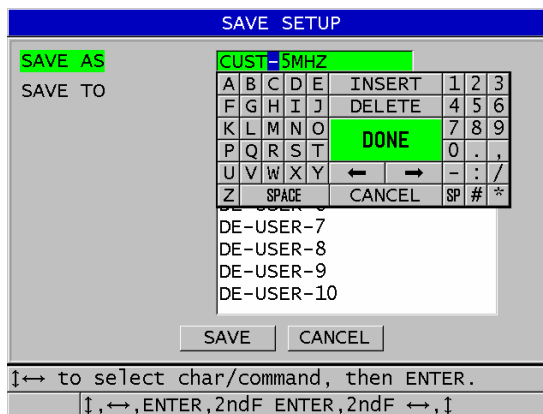 SAVE SETUP
SAVE AS CUST-5MHZ
SAVE TO
A B C D E INSERT 1 2 3
F G H I J DELETE 4 5 6
K L M N O DONE 7 8 9
P Q R S T 0 . ,
U V W X Y ← → - : /
Z SPACE CANCEL SP # *
DE-USER-7
DE-USER-8
DE-USER-9
DE-USER-10
SAVE CANCEL
↕↔ to select char/command, then ENTER.
↕,↔,ENTER,2ndF ENTER,2ndF ↔,↕